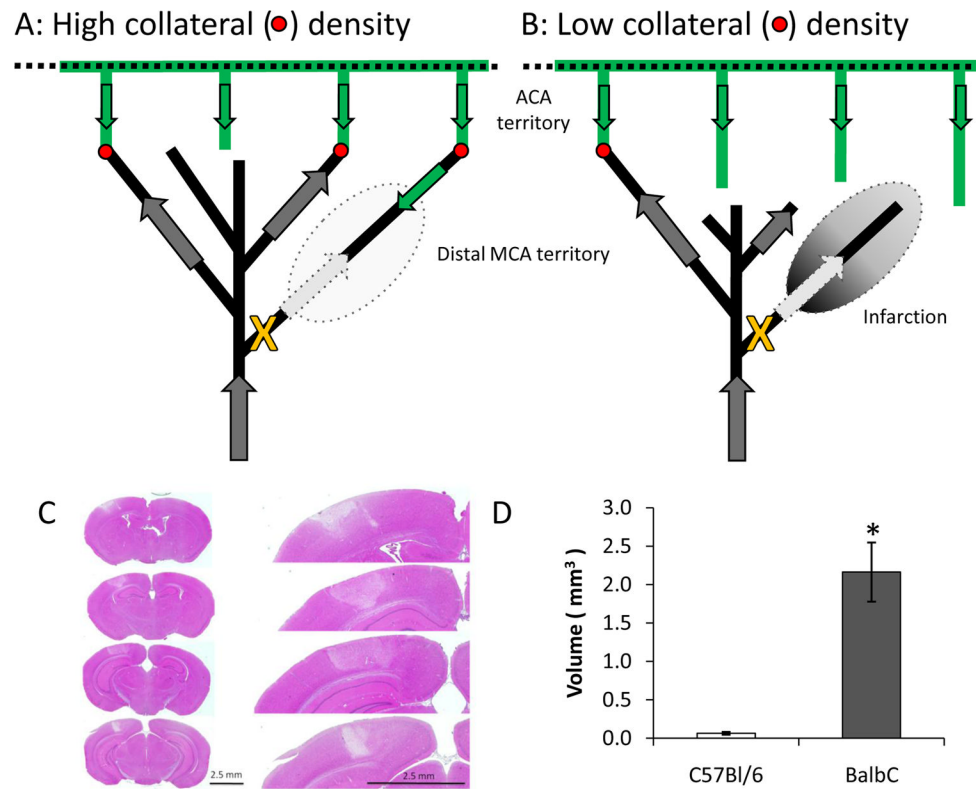 A: High collateral ( ) density
B: Low collateral ( ) density
ACA
territory
Distal MCA territory
X
X
Infarction
C
2.5 mm
2.5 mm
D
3.0
2.5
2.0
1.5
1.0
0.5
0.0
Volume ( mm³ )
*
C57Bl/6
BalbC